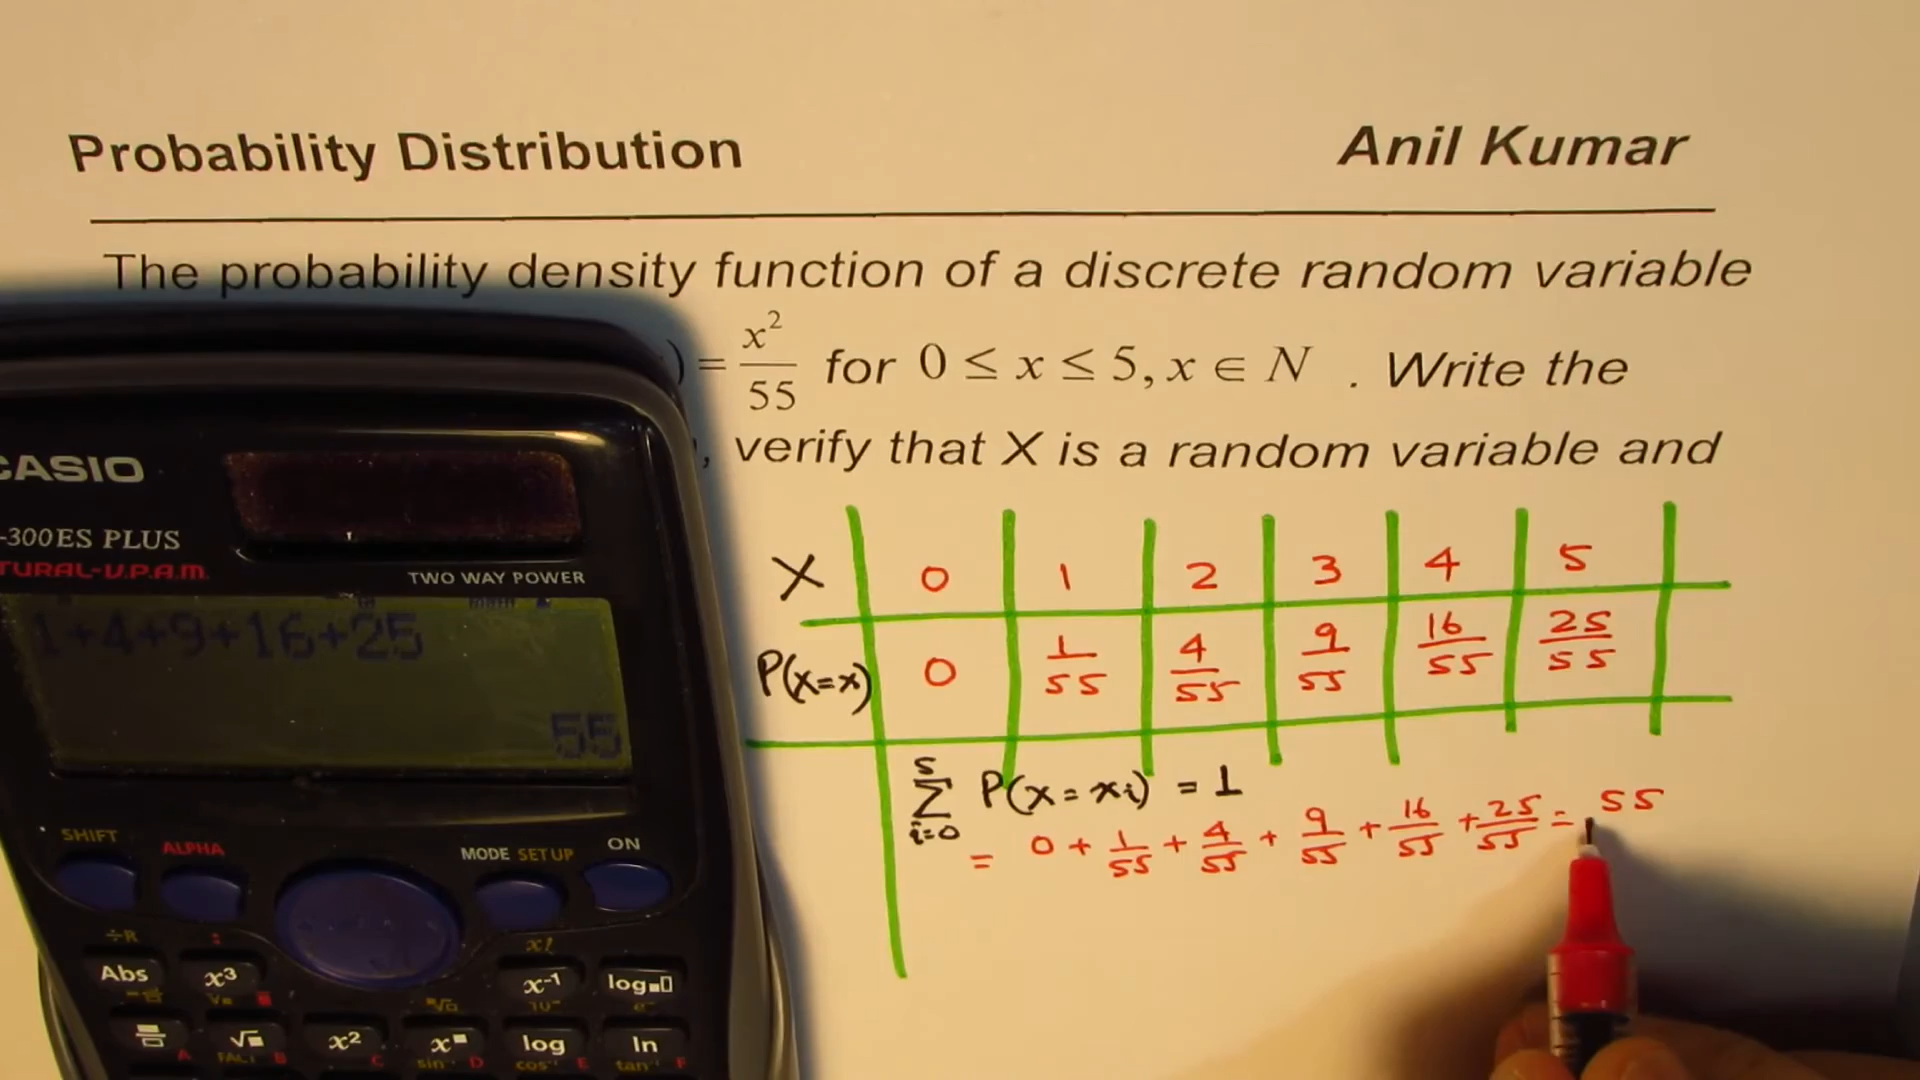 Probability Distribution Anil Kumar
The probability density function of a discrete random variable
) = x²/55 for 0 ≤ x ≤ 5, x ∈ N . Write the
, verify that X is a random variable and
X 0 1 2 3 4 5
P(x=x) 0 1/55 4/55 9/55 16/55 25/55
5
∑ P(x=xi) = 1
i=0
= 0 + 1/55 + 4/55 + 9/55 + 16/55 + 25/55 = 55
CASIO
-300ES PLUS
TURAL-V.P.A.M.
TWO WAY POWER
1+4+9+16+25
55
SHIFT ALPHA MODE SETUP ON
÷R : x!
Abs x³ x⁻¹ log
x² log ln